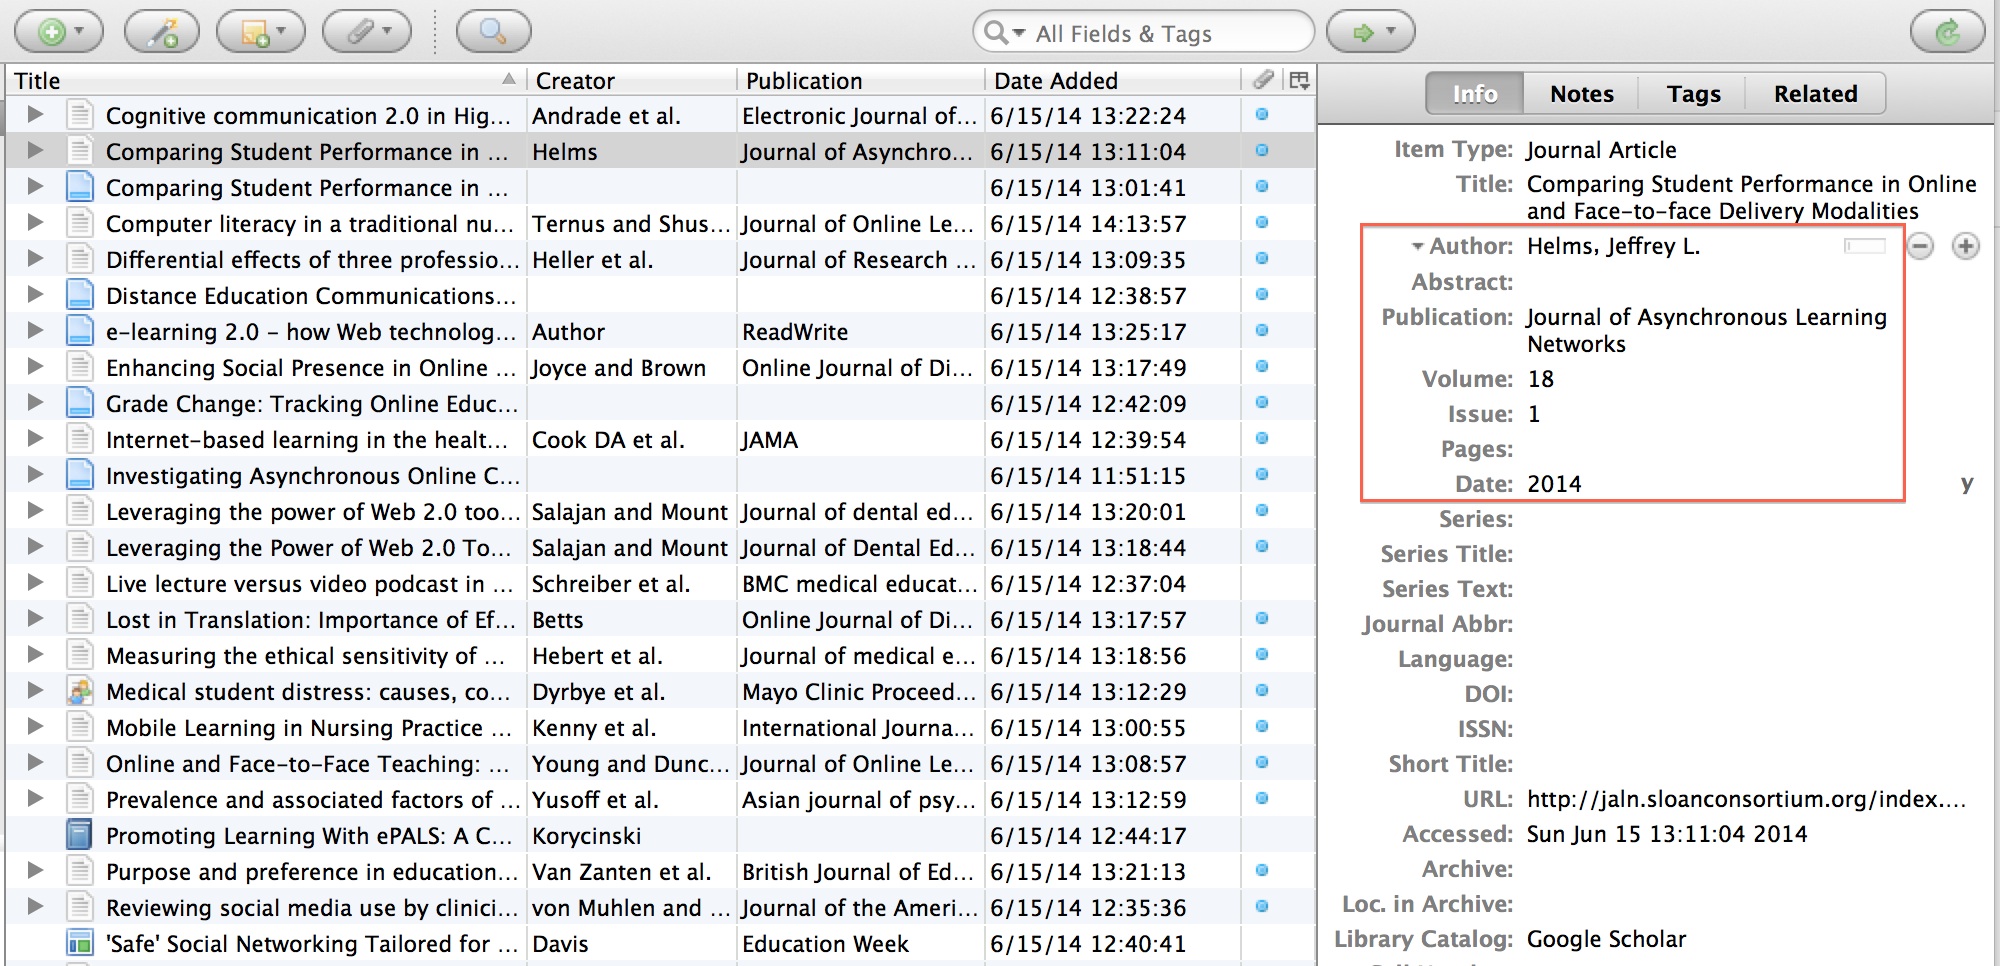 All Fields & Tags
Title Creator Publication Date Added
Cognitive communication 2.0 in Hig... Andrade et al. Electronic Journal of... 6/15/14 13:22:24
Comparing Student Performance in ... Helms Journal of Asynchro... 6/15/14 13:11:04
Comparing Student Performance in ... 6/15/14 13:01:41
Computer literacy in a traditional nu... Ternus and Shus... Journal of Online Le... 6/15/14 14:13:57
Differential effects of three professio... Heller et al. Journal of Research ... 6/15/14 13:09:35
Distance Education Communications... 6/15/14 12:38:57
e-learning 2.0 – how Web technolog... Author ReadWrite 6/15/14 13:25:17
Enhancing Social Presence in Online ... Joyce and Brown Online Journal of Di... 6/15/14 13:17:49
Grade Change: Tracking Online Educ... 6/15/14 12:42:09
Internet-based learning in the healt... Cook DA et al. JAMA 6/15/14 12:39:54
Investigating Asynchronous Online C... 6/15/14 11:51:15
Leveraging the power of Web 2.0 too... Salajan and Mount Journal of dental ed... 6/15/14 13:20:01
Leveraging the Power of Web 2.0 To... Salajan and Mount Journal of Dental Ed... 6/15/14 13:18:44
Live lecture versus video podcast in ... Schreiber et al. BMC medical educat... 6/15/14 12:37:04
Lost in Translation: Importance of Ef... Betts Online Journal of Di... 6/15/14 13:17:57
Measuring the ethical sensitivity of ... Hebert et al. Journal of medical e... 6/15/14 13:18:56
Medical student distress: causes, co... Dyrbye et al. Mayo Clinic Proceed... 6/15/14 13:12:29
Mobile Learning in Nursing Practice ... Kenny et al. International Journa... 6/15/14 13:00:55
Online and Face-to-Face Teaching: ... Young and Dunc... Journal of Online Le... 6/15/14 13:08:57
Prevalence and associated factors of ... Yusoff et al. Asian journal of psy... 6/15/14 13:12:59
Promoting Learning With ePALS: A C... Korycinski 6/15/14 12:44:17
Purpose and preference in education... Van Zanten et al. British Journal of Ed... 6/15/14 13:21:13
Reviewing social media use by clinici... von Muhlen and ... Journal of the Ameri... 6/15/14 12:35:36
'Safe' Social Networking Tailored for ... Davis Education Week 6/15/14 12:40:41
Info Notes Tags Related
Item Type: Journal Article
Title: Comparing Student Performance in Online
and Face-to-face Delivery Modalities
Author: Helms, Jeffrey L.
Abstract:
Publication: Journal of Asynchronous Learning
Networks
Volume: 18
Issue: 1
Pages:
Date: 2014 y
Series:
Series Title:
Series Text:
Journal Abbr:
Language:
DOI:
ISSN:
Short Title:
URL: http://jaln.sloanconsortium.org/index....
Accessed: Sun Jun 15 13:11:04 2014
Archive:
Loc. in Archive:
Library Catalog: Google Scholar